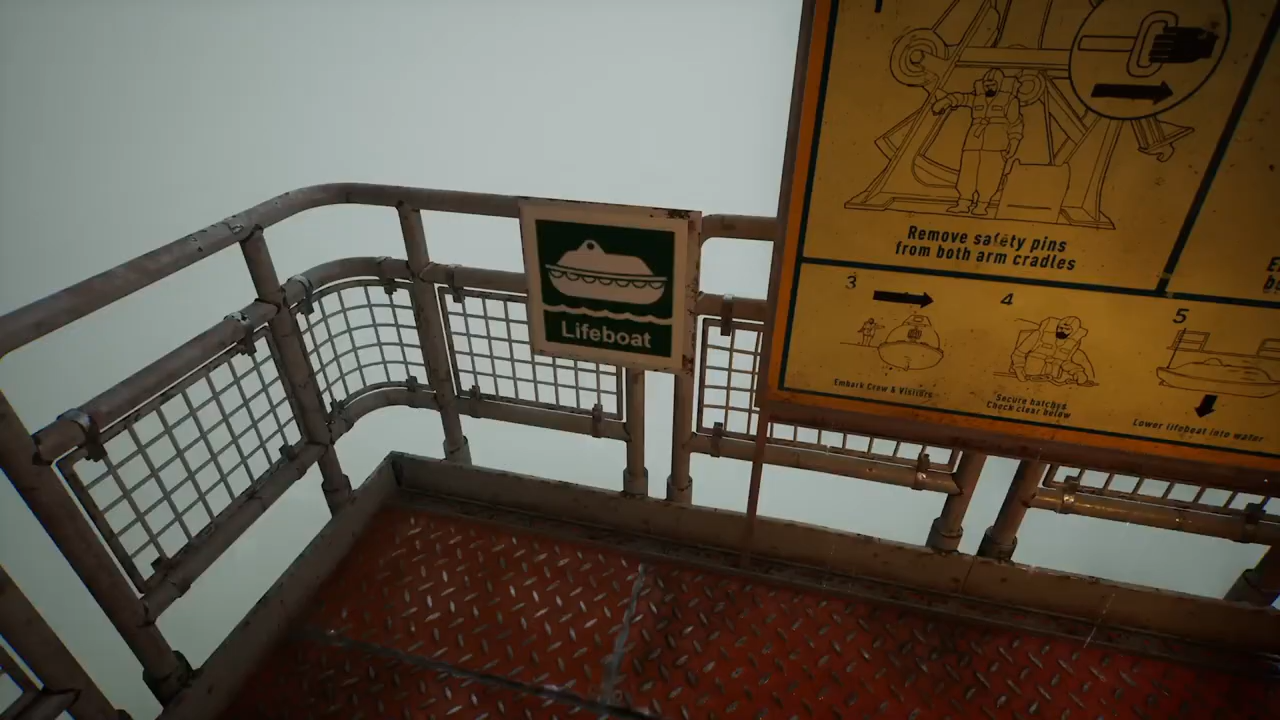 Lifeboat
Remove safety pins
from both arm cradles
3
4
5
Embark Crew & Visitors
Secure hatches
Check clear below
Lower lifeboat into water